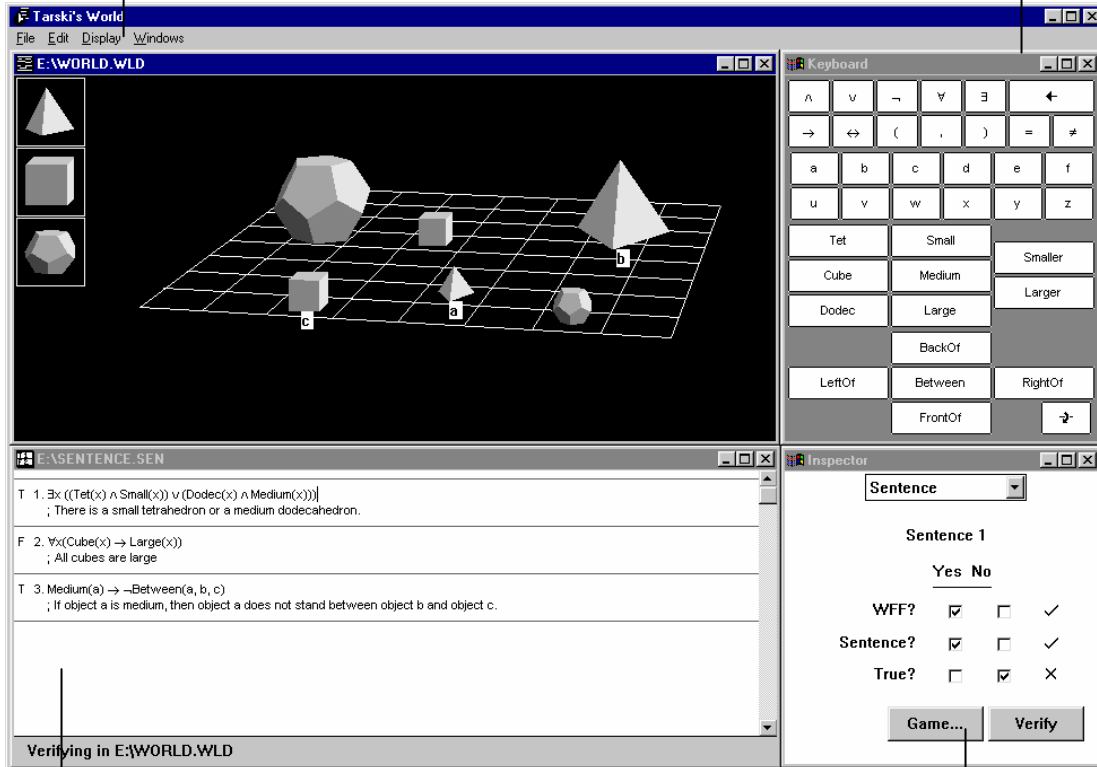 Tarski's World
File Edit Display Windows
E:\WORLD.WLD
b
a
c
Keyboard
∧ ∨ ¬ ∀ ∃ ←
→ ↔ ( , ) = ≠
a b c d e f
u v w x y z
Tet Small
Smaller
Cube Medium
Larger
Dodec Large
BackOf
LeftOf Between RightOf
FrontOf
E:\SENTENCE.SEN
T 1. ∃x ((Tet(x) ∧ Small(x)) ∨ (Dodec(x) ∧ Medium(x)))
; There is a small tetrahedron or a medium dodecahedron.
F 2. ∀x(Cube(x) → Large(x))
; All cubes are large
T 3. Medium(a) → ¬Between(a, b, c)
; If object a is medium, then object a does not stand between object b and object c.
Verifying in E:\WORLD.WLD
Inspector
Sentence
Sentence 1
Yes No
WFF?
Sentence?
True?
Game... Verify